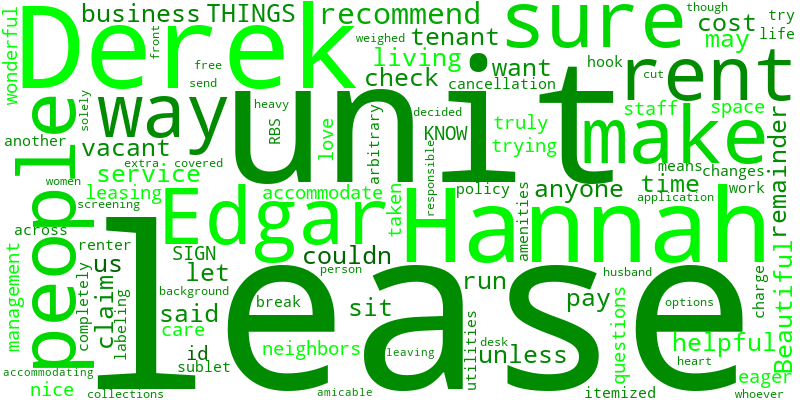 though
try
life
business
THINGS
recommend
sure
cost
Derek
wonderful
front
weighed
tenant
may
living
rent
free
send
check
want
hook
cut
cancellation
unit
way
solely
people
heavy
RBS
arbitrary
decided
KNOW
staff
space
make
remainder
another
vacant
love
truly
trying
extra
covered
service
responsible
means
changes
women
leasing
accommodate
taken
policy
anyone
time
work
screening
Edgar
Hannah
amenities
application
across
renter
SIGN
couldn
management
completely
us
let
person
run
husband
Beautiful
charge
background
lease
claim
labeling
said
break
sit
pay
options
care
neighbors
utilities
desk
unless
questions
helpful
id
sublet
leaving
heart
accommodating
eager
nice
collections
amicable
itemized
whoever